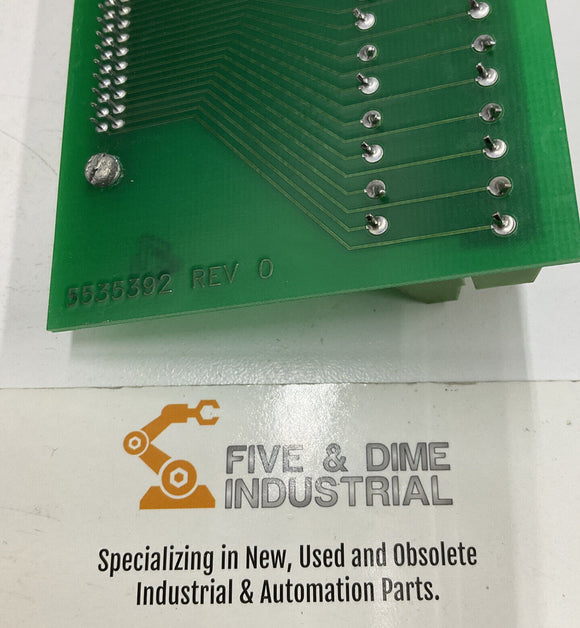 5535392 REV 0
FIVE & DIME
INDUSTRIAL
Specializing in New, Used and Obsolete
Industrial & Automation Parts.